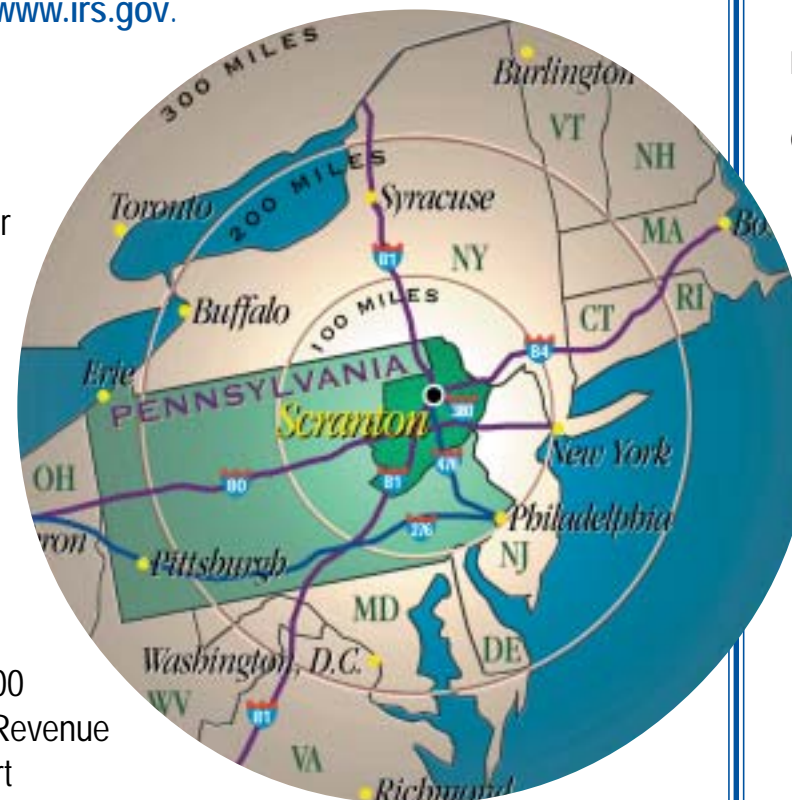 www.irs.gov.
300 MILES
Burlington
VT
NH
200 MILES
Toronto
Syracuse
MA
81
NY
Buffalo
100 MILES
CT
RI
84
Erie
PENNSYLVANIA
380
Scranton
New York
OH
80
81
476
276
Philadelphia
Pittsburgh
NJ
MD
DE
Washington, D.C.
WV
81
VA
Revenue
Richmond